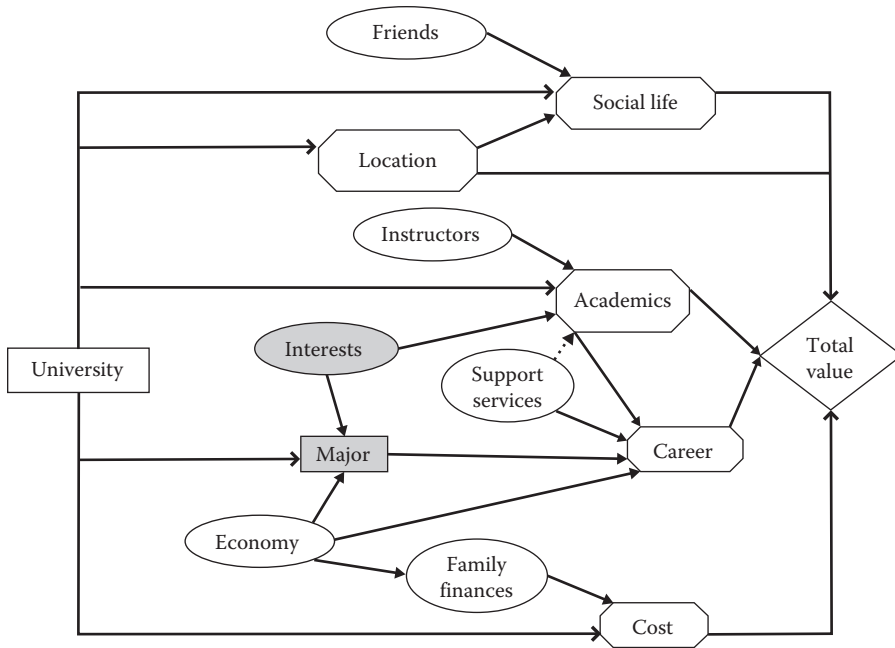 Friends
Social life
Location
Instructors
Academics
Interests
Support
services
Total
value
University
Major
Career
Economy
Family
finances
Cost